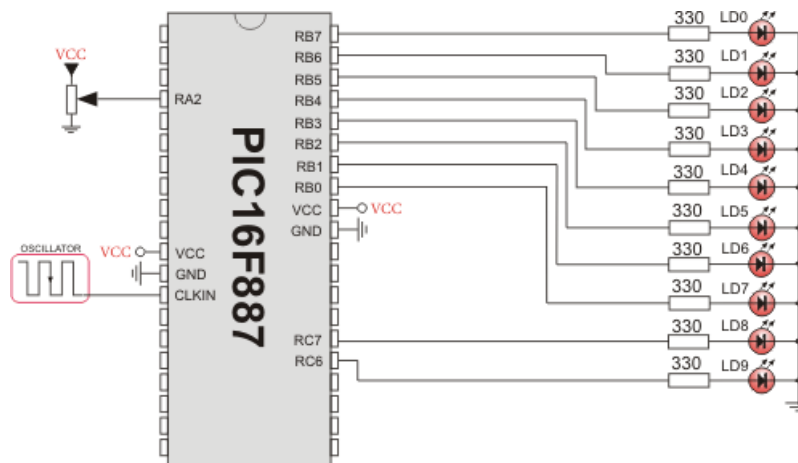 VCC
RA2
OSCILLATOR
VCC
VCC
GND
CLKIN
PIC16F887
RB7
RB6
RB5
RB4
RB3
RB2
RB1
RB0
VCC
VCC
GND
RC7
RC6
330 LD0
330 LD1
330 LD2
330 LD3
330 LD4
330 LD5
330 LD6
330 LD7
330 LD8
330 LD9